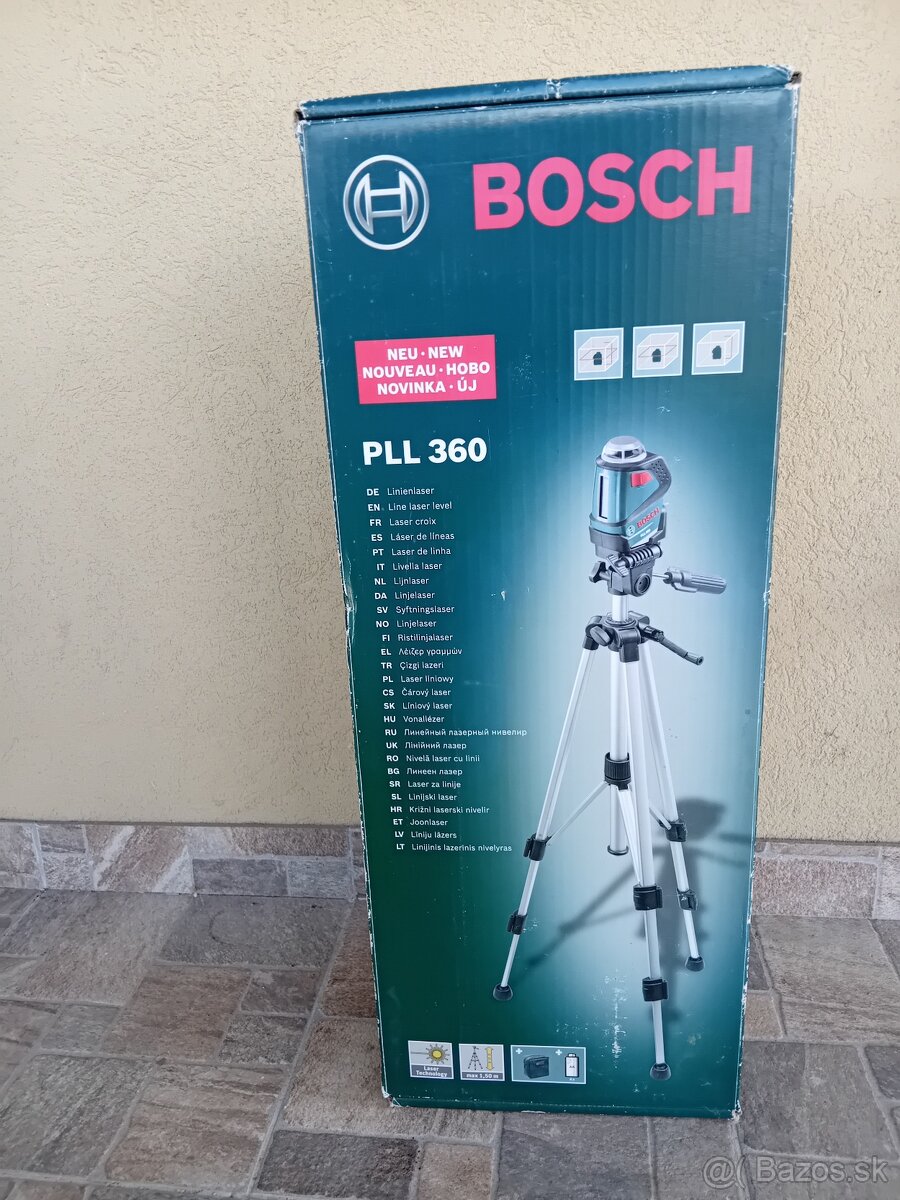 BOSCH
NEU · NEW
NOUVEAU · НОВО
NOVINKA · ÚJ
PLL 360
DE Linienlaser
EN Line laser level
FR Laser croix
ES Láser de líneas
PT Laser de linha
IT Livella laser
NL Lijnlaser
DA Linjelaser
SV Syftningslaser
NO Linjelaser
FI Ristilinjalaser
EL Λέιζερ γραμμών
TR Çizgi lazeri
PL Laser liniowy
CS Čárový laser
SK Líniový laser
HU Vonallézer
RU Линейный лазерный нивелир
UK Лінійний лазер
RO Nivelă laser cu linii
BG Линеен лазер
SR Laser za linije
SL Linijski laser
HR Križni laserski nivelir
ET Joonlaser
LV Līniju lāzers
LT Linijinis lazerinis nivelyras
BOSCH
Laser
Technology
max 1,50 m
AA
@( Bazos.sk